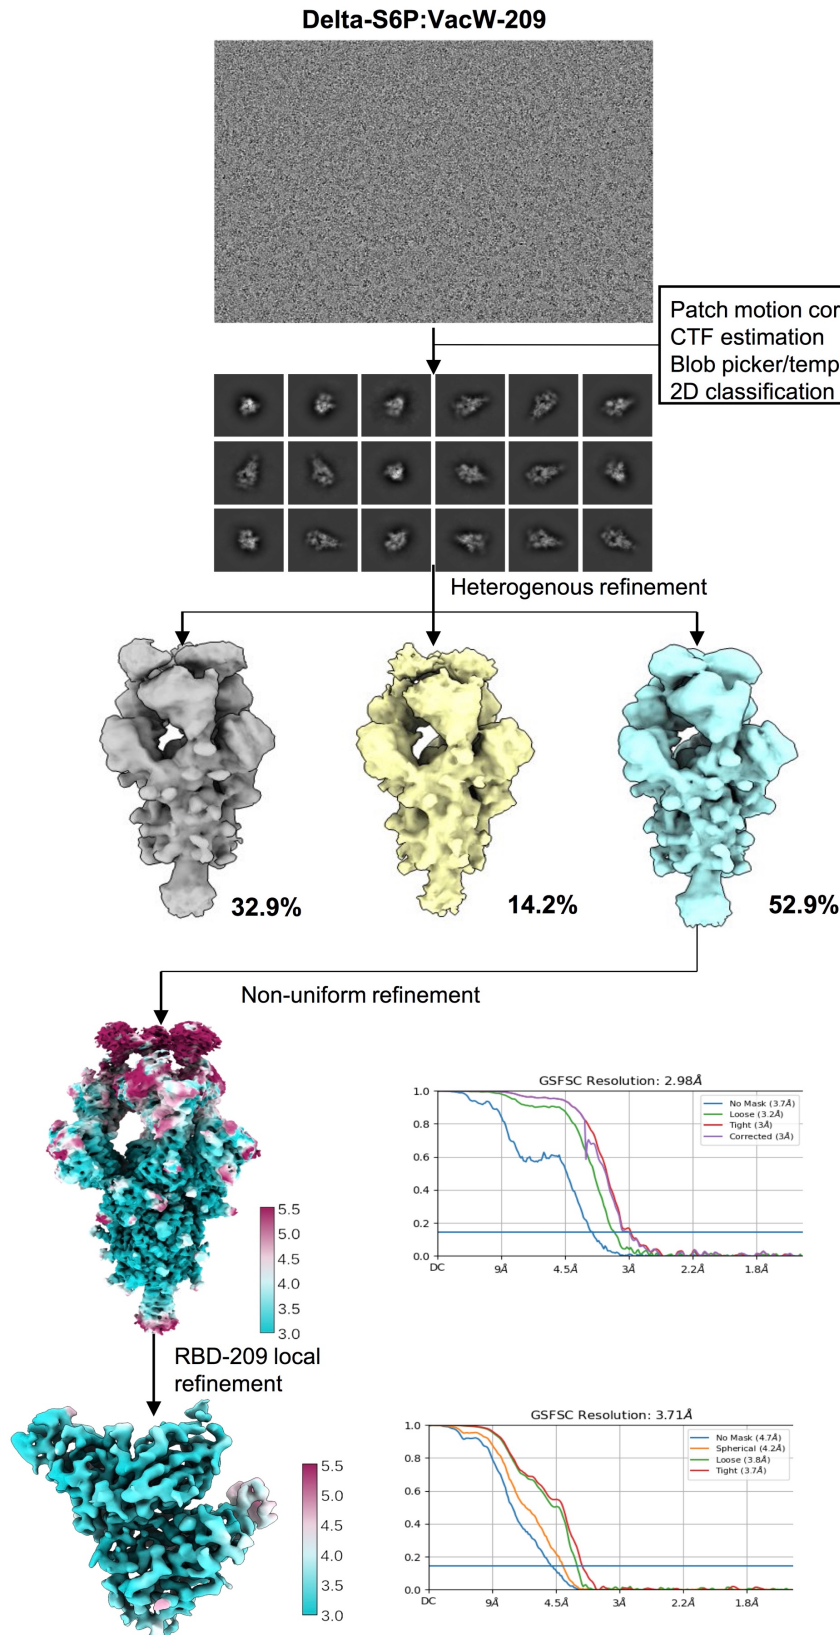 Delta-S6P:VacW-209
Patch motion cor
CTF estimation
Blob picker/temp
2D classification
Heterogenous refinement
32.9%
14.2%
52.9%
Non-uniform refinement
GSFSC Resolution: 2.98Å
1.0
0.8
0.6
0.4
0.2
0.0
No Mask (3.7Å)
Loose (3.2Å)
Tight (3Å)
Corrected (3Å)
DC 9Å 4.5Å 3Å 2.2Å 1.8Å
5.5
5.0
4.5
4.0
3.5
3.0
RBD-209 local
refinement
GSFSC Resolution: 3.71Å
1.0
0.8
0.6
0.4
0.2
0.0
No Mask (4.7Å)
Spherical (4.2Å)
Loose (3.8Å)
Tight (3.7Å)
DC 9Å 4.5Å 3Å 2.2Å 1.8Å
5.5
5.0
4.5
4.0
3.5
3.0